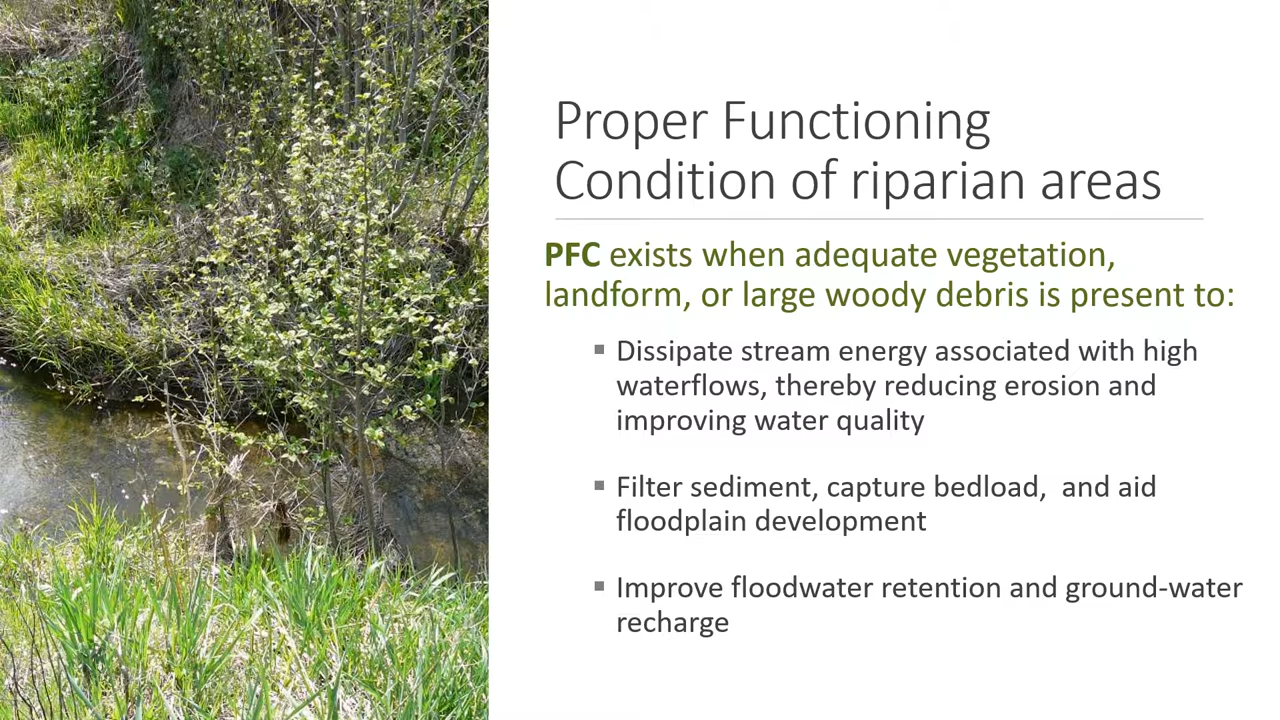 Proper Functioning
Condition of riparian areas
PFC exists when adequate vegetation,
landform, or large woody debris is present to:
▪ Dissipate stream energy associated with high
waterflows, thereby reducing erosion and
improving water quality
▪ Filter sediment, capture bedload,  and aid
floodplain development
▪ Improve floodwater retention and ground-water
recharge